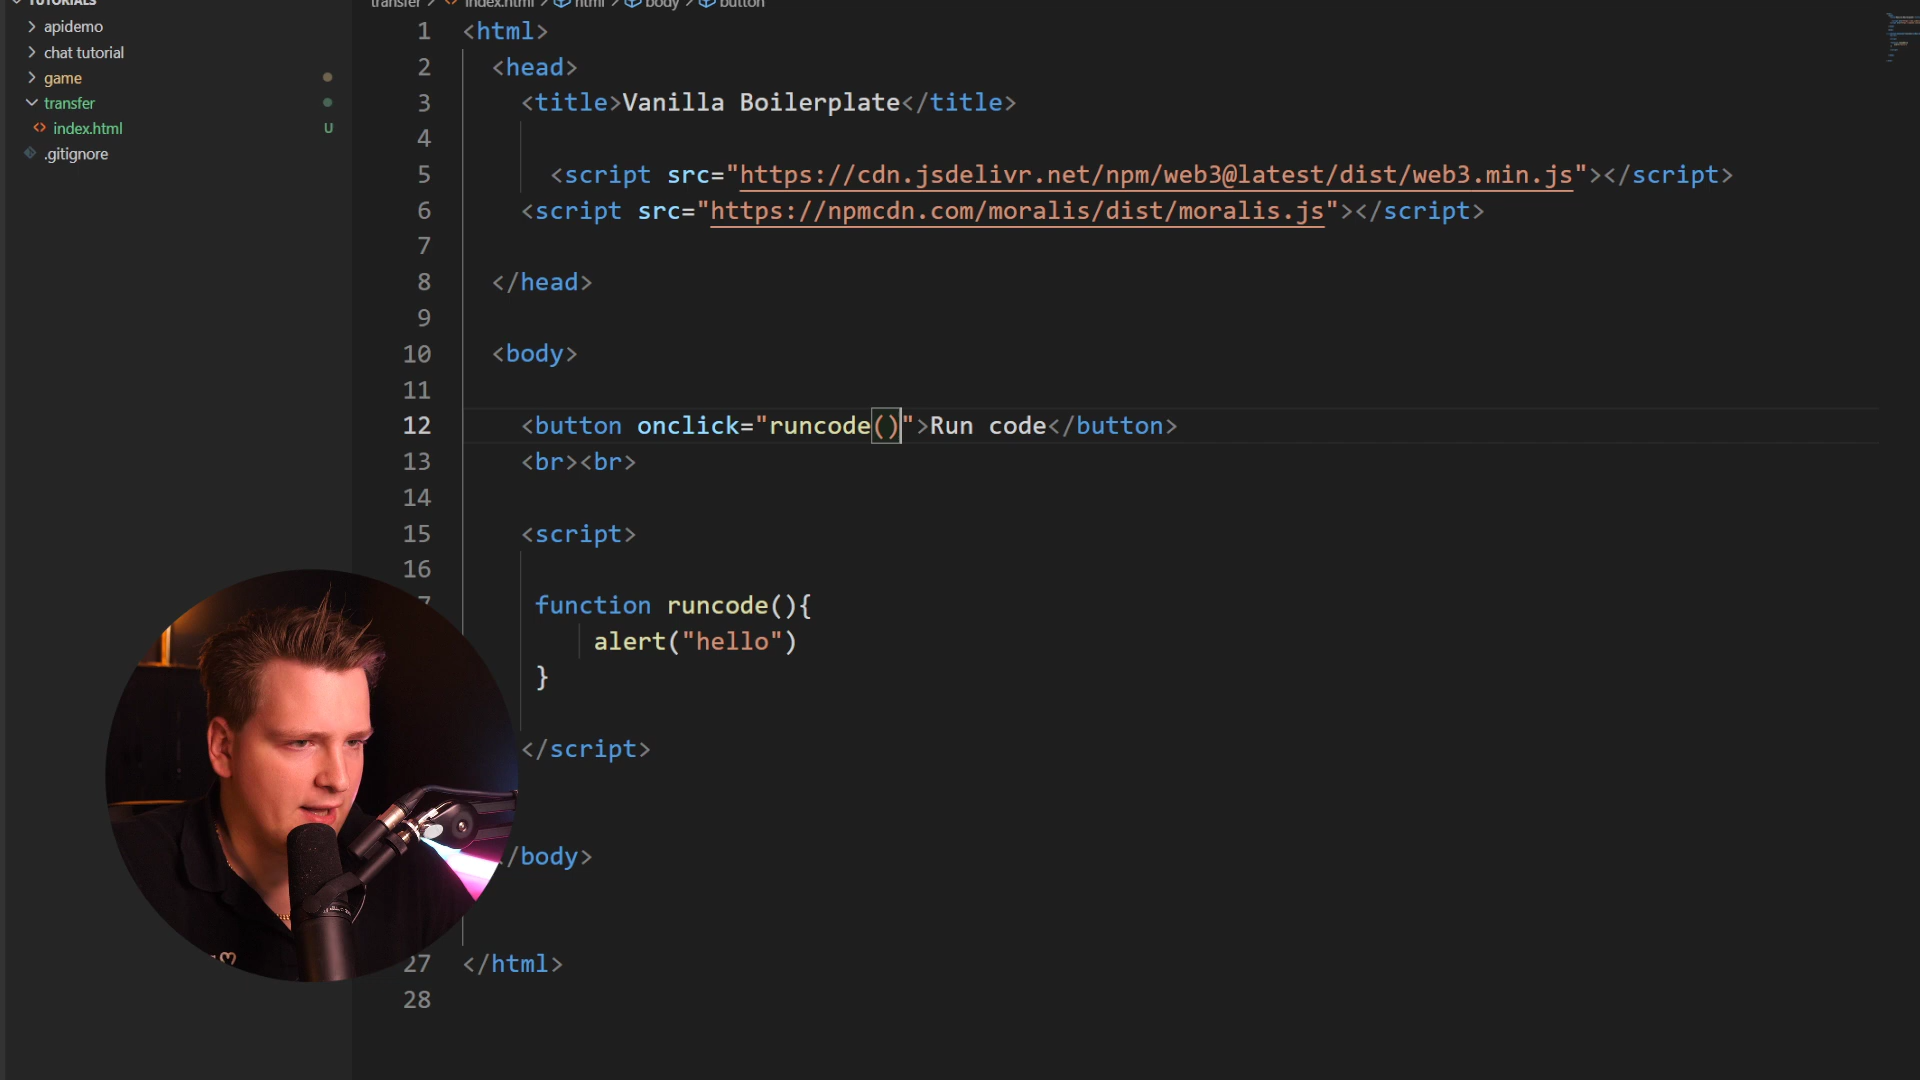 TUTORIALS
apidemo
chat tutorial
game
transfer
index.html U
.gitignore
transfer > index.html > html > body > button
1 <html>
2 <head>
3 <title>Vanilla Boilerplate</title>
4
5 <script src="https://cdn.jsdelivr.net/npm/web3@latest/dist/web3.min.js"></script>
6 <script src="https://npmcdn.com/moralis/dist/moralis.js"></script>
7
8 </head>
9
10 <body>
11
12 <button onclick="runcode()">Run code</button>
13 <br><br>
14
15 <script>
16
function runcode(){
alert("hello")
}
</script>
/body>
27 </html>
28